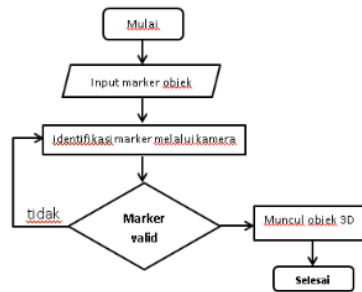 Mulai
Input marker objek
identifikasi marker melalui kamera
tidak
Marker
valid
Muncul objek 3D
Selesai